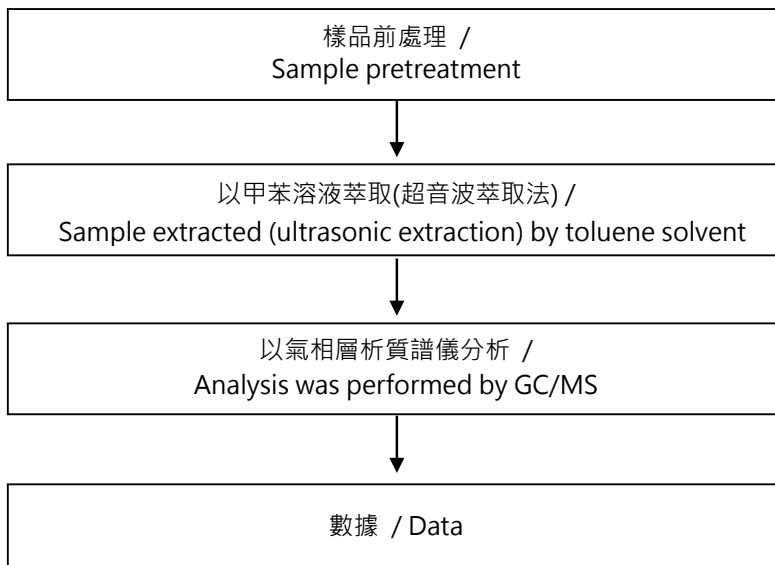 樣品前處理 /
Sample pretreatment
以甲苯溶液萃取(超音波萃取法) /
Sample extracted (ultrasonic extraction) by toluene solvent
以氣相層析質譜儀分析 /
Analysis was performed by GC/MS
數據 / Data